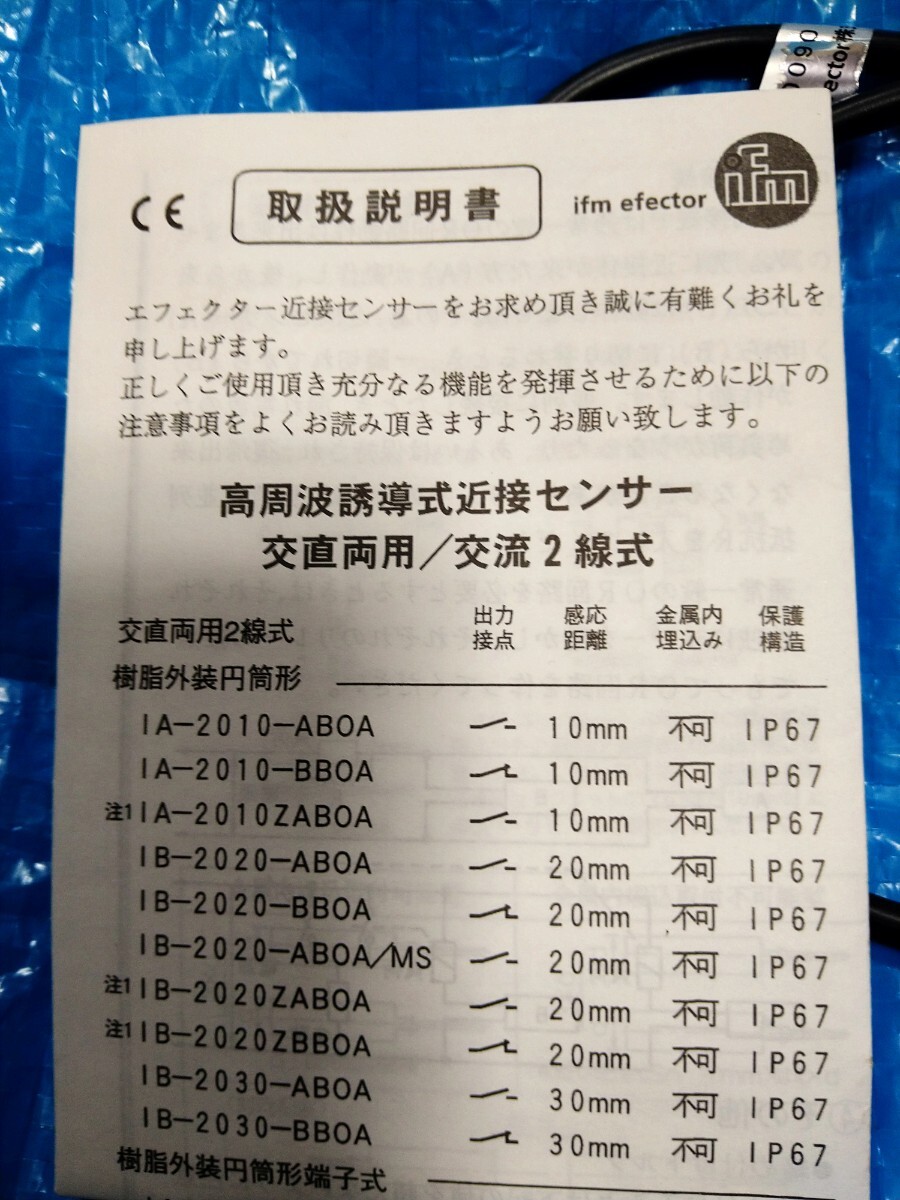 0090
ector株
CE
取扱説明書
ifm efector
ifm
エフェクター近接センサーをお求め頂き誠に有難くお礼を
申し上げます。
正しくご使用頂き充分なる機能を発揮させるために以下の
注意事項をよくお読み頂きますようお願い致します。
高周波誘導式近接センサー
交直両用/交流2線式
交直両用2線式 出力接点 感応距離 金属内埋込み 保護構造
樹脂外装円筒形
IA-2010-ABOA 10mm 不可 IP67
IA-2010-BBOA 10mm 不可 IP67
注1 IA-2010ZABOA 10mm 不可 IP67
IB-2020-ABOA 20mm 不可 IP67
IB-2020-BBOA 20mm 不可 IP67
IB-2020-ABOA/MS 20mm 不可 IP67
注1 IB-2020ZABOA 20mm 不可 IP67
注1 IB-2020ZBBOA 20mm 不可 IP67
IB-2030-ABOA 30mm 不可 IP67
IB-2030-BBOA 30mm 不可 IP67
樹脂外装円筒形端子式